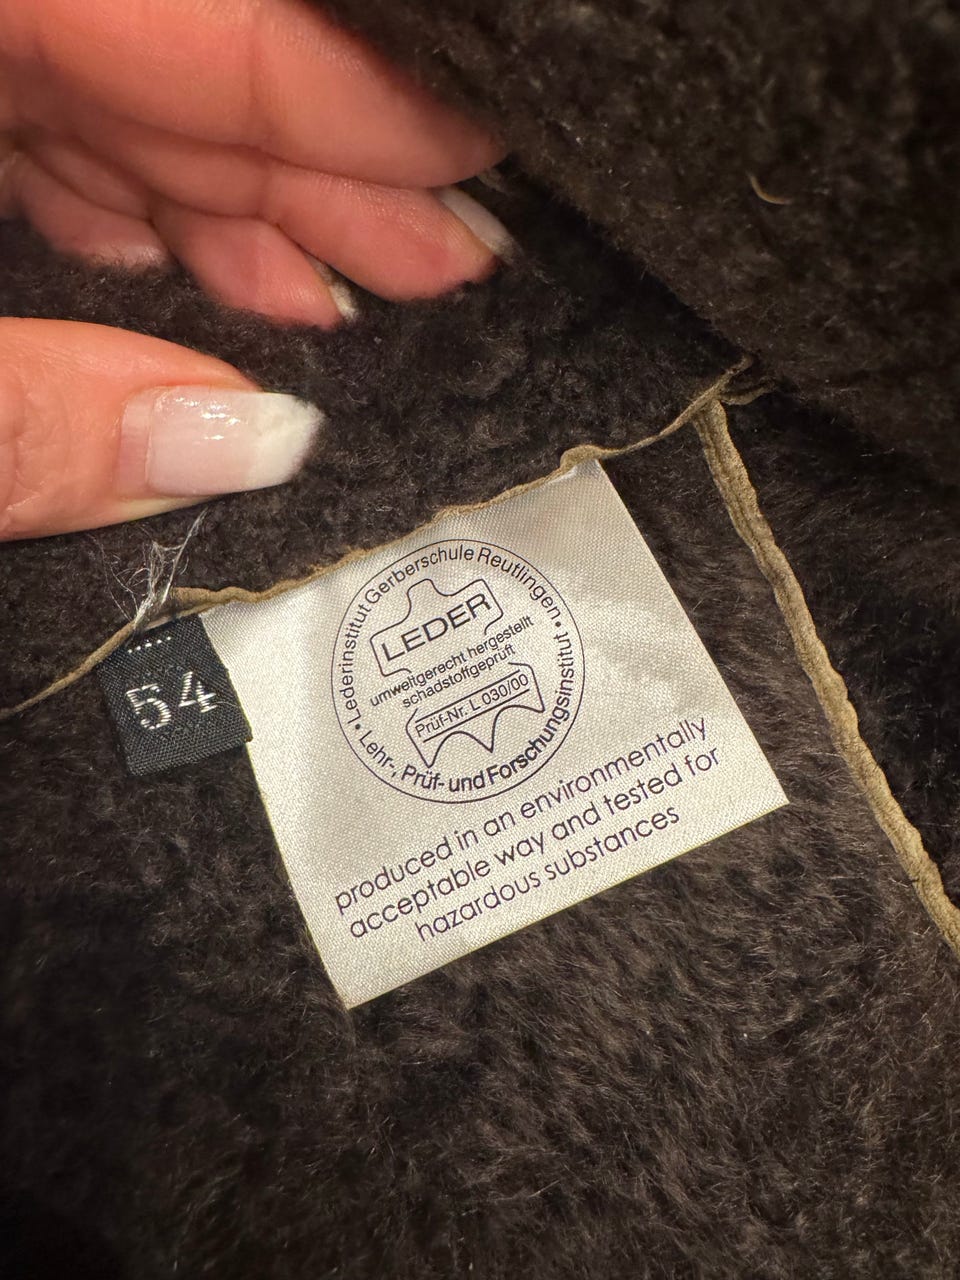 54
• Lederinstitut Gerberschule Reutlingen •
LEDER
umweltgerecht hergestellt
schadstoffgeprüft
Prüf-Nr. L 030/00
Lehr-, Prüf- und Forschungsinstitut
produced in an environmentally
acceptable way and tested for
hazardous substances